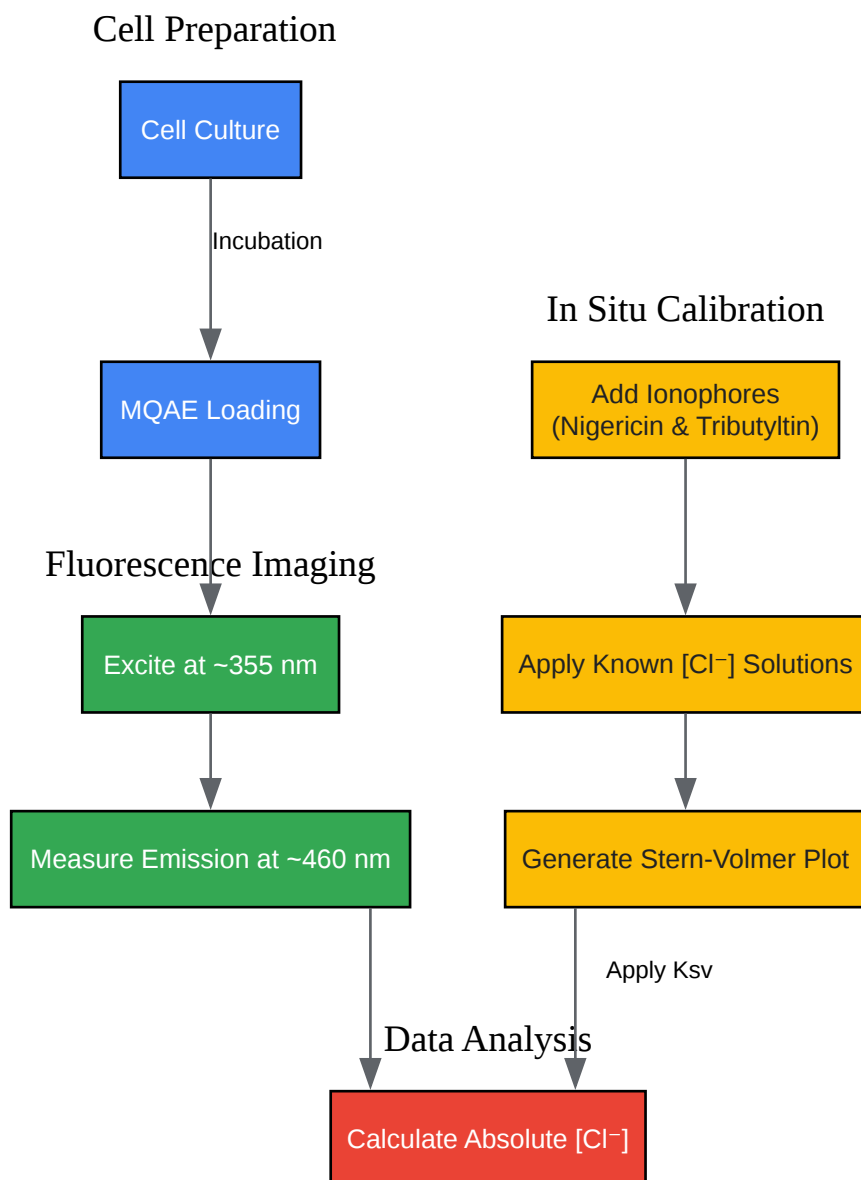 Cell Preparation
Cell Culture
Incubation
In Situ Calibration
MQAE Loading
Add Ionophores
(Nigericin & Tributyltin)
Fluorescence Imaging
Excite at ~355 nm
Apply Known [Cl⁻] Solutions
Measure Emission at ~460 nm
Generate Stern-Volmer Plot
Apply Ksv
Data Analysis
Calculate Absolute [Cl⁻]